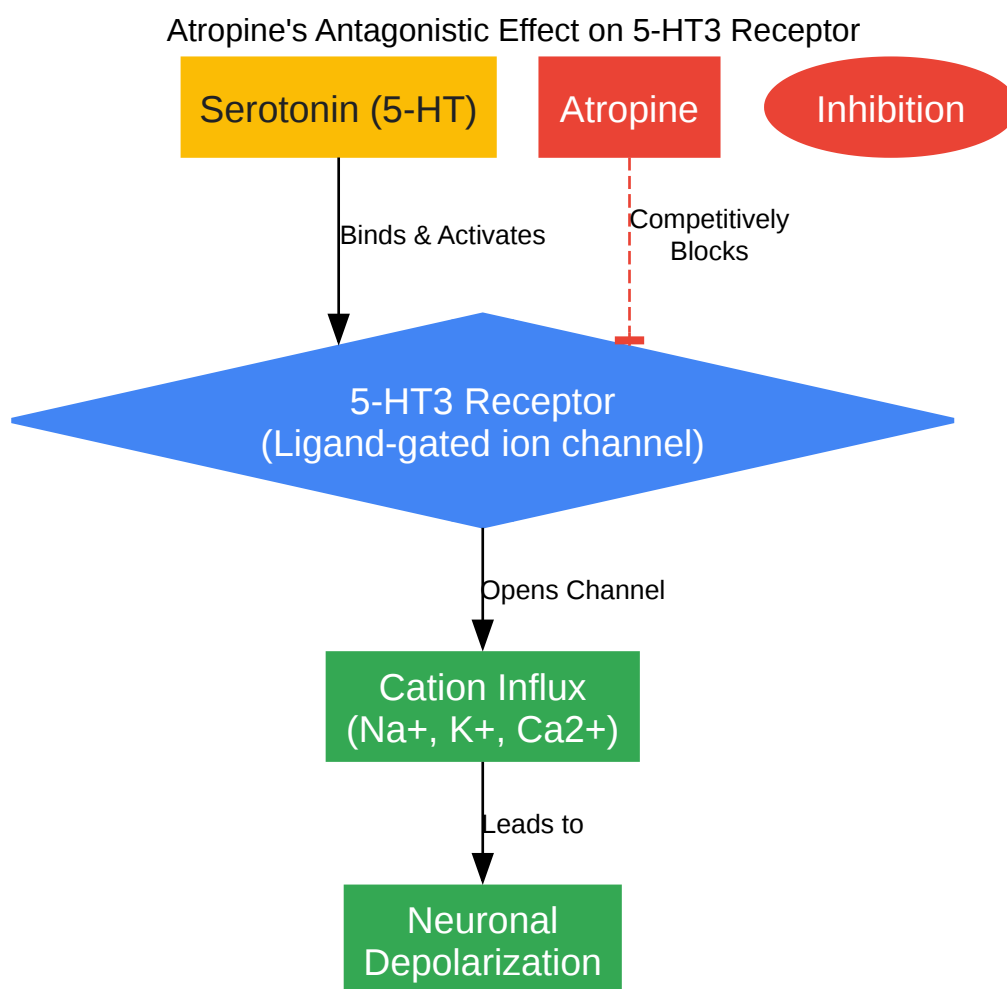 Atropine's Antagonistic Effect on 5-HT3 Receptor
Serotonin (5-HT)
Atropine
Inhibition
Binds & Activates
Competitively
Blocks
5-HT3 Receptor
(Ligand-gated ion channel)
Opens Channel
Cation Influx
(Na+, K+, Ca2+)
Leads to
Neuronal
Depolarization